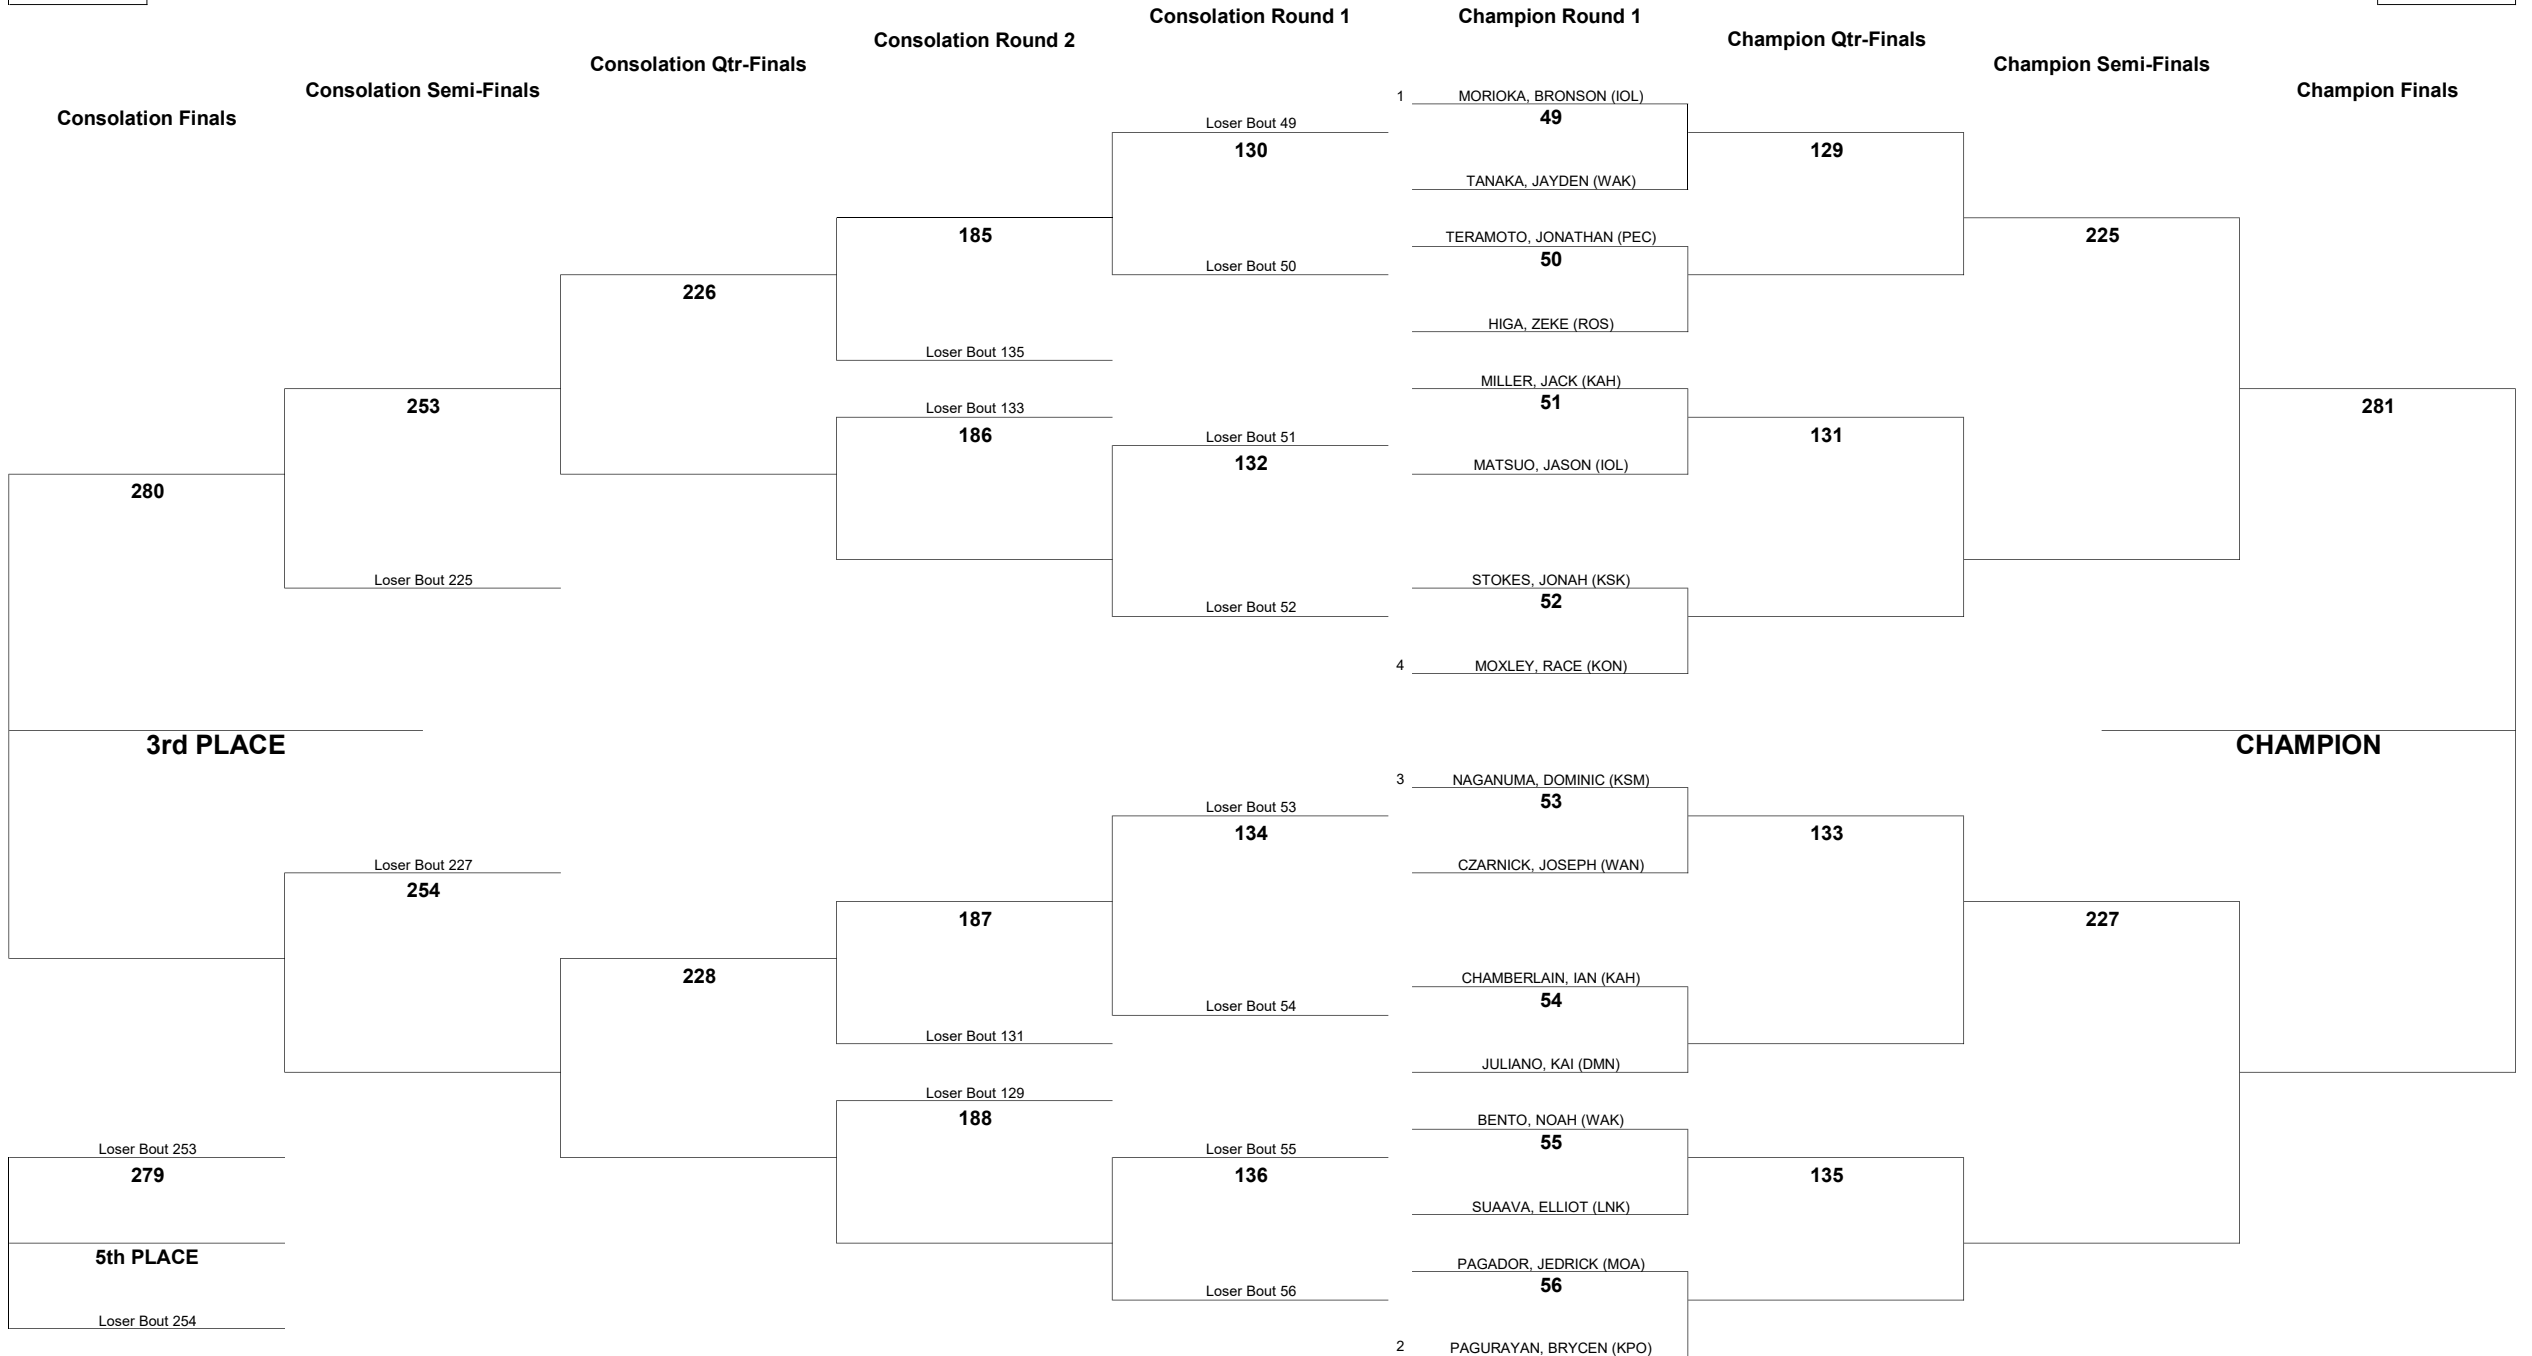 Consolation Round 1
Champion Round 1
Consolation Round 2
Champion Qtr-Finals
Consolation Qtr-Finals
Champion Semi-Finals
Consolation Semi-Finals
Champion Finals
Consolation Finals
1 MORIOKA, BRONSON (IOL)
49
Loser Bout 49
130
129
TANAKA, JAYDEN (WAK)
185
TERAMOTO, JONATHAN (PEC)
225
50
Loser Bout 50
226
HIGA, ZEKE (ROS)
Loser Bout 135
MILLER, JACK (KAH)
253
Loser Bout 133
51
281
186
Loser Bout 51
131
132
MATSUO, JASON (IOL)
280
Loser Bout 225
STOKES, JONAH (KSK)
52
Loser Bout 52
4 MOXLEY, RACE (KON)
3rd PLACE
CHAMPION
3 NAGANUMA, DOMINIC (KSM)
53
Loser Bout 53
134
133
Loser Bout 227
CZARNICK, JOSEPH (WAN)
254
187
227
228
CHAMBERLAIN, IAN (KAH)
54
Loser Bout 54
Loser Bout 131
JULIANO, KAI (DMN)
Loser Bout 129
188
BENTO, NOAH (WAK)
55
Loser Bout 253
Loser Bout 55
279
136
135
SUAAVA, ELLIOT (LNK)
5th PLACE
PAGADOR, JEDRICK (MOA)
56
Loser Bout 56
Loser Bout 254
2 PAGURAYAN, BRYCEN (KPO)